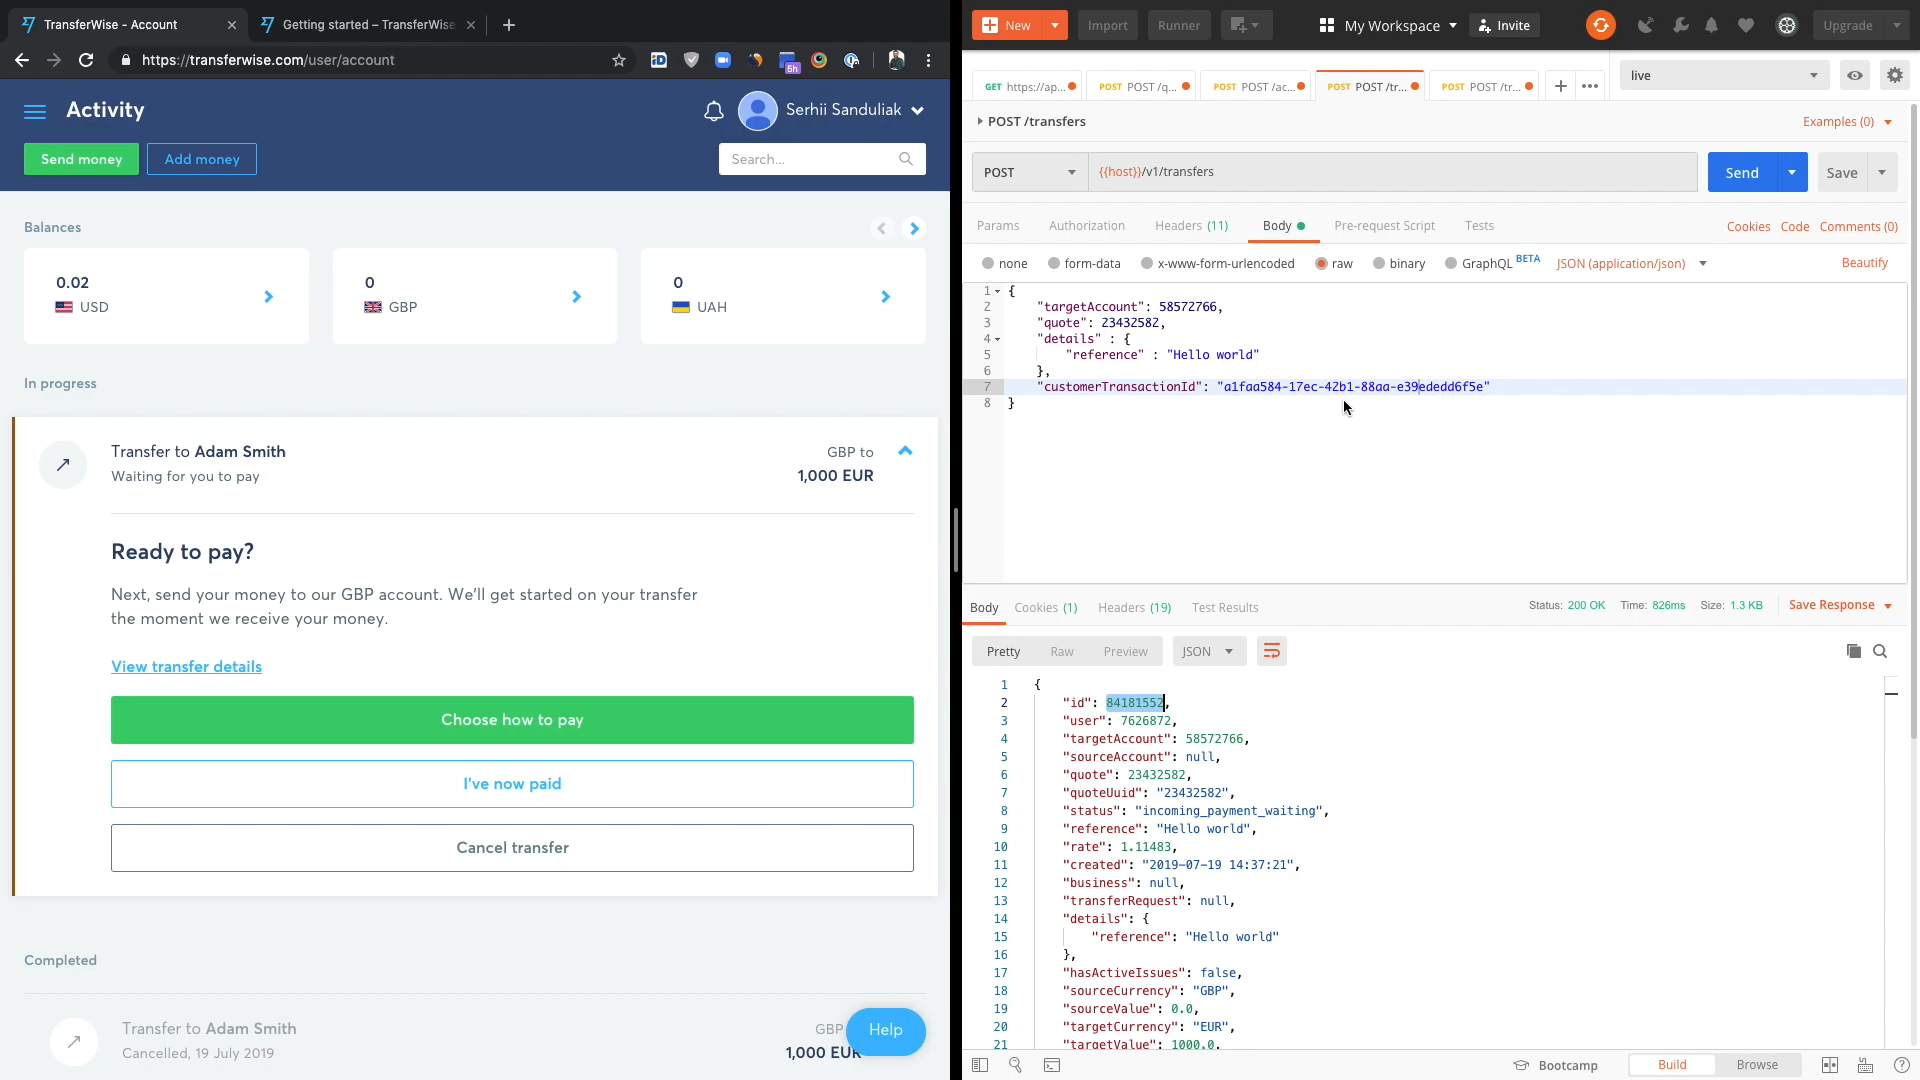 TransferWise - Account
Getting started – TransferWise
https://transferwise.com/user/account
5h
Activity
Serhii Sanduliak
Send money
Add money
Search...
Balances
0.02
USD
0
GBP
0
UAH
In progress
Transfer to Adam Smith
Waiting for you to pay
GBP to
1,000 EUR
Ready to pay?
Next, send your money to our GBP account. We'll get started on your transfer
the moment we receive your money.
View transfer details
Choose how to pay
I've now paid
Cancel transfer
Completed
Transfer to Adam Smith
Cancelled, 19 July 2019
GBP
1,000 EUR
Help
New
Import
Runner
My Workspace
Invite
Upgrade
GET https://ap...
POST POST /q...
POST POST /ac...
POST POST /tr...
POST POST /tr...
live
POST /transfers
Examples (0)
POST
{{host}}/v1/transfers
Send
Save
Params
Authorization
Headers (11)
Body
Pre-request Script
Tests
Cookies
Code
Comments (0)
none
form-data
x-www-form-urlencoded
raw
binary
GraphQL BETA
JSON (application/json)
Beautify
1 {
2 "targetAccount": 58572766,
3 "quote": 23432582,
4 "details" : {
5 "reference" : "Hello world"
6 },
7 "customerTransactionId": "a1faa584-17ec-42b1-88aa-e39ededd6f5e"
8 }
Body
Cookies (1)
Headers (19)
Test Results
Status: 200 OK
Time: 826ms
Size: 1.3 KB
Save Response
Pretty
Raw
Preview
JSON
1 {
2 "id": 84181552,
3 "user": 7626872,
4 "targetAccount": 58572766,
5 "sourceAccount": null,
6 "quote": 23432582,
7 "quoteUuid": "23432582",
8 "status": "incoming_payment_waiting",
9 "reference": "Hello world",
10 "rate": 1.11483,
11 "created": "2019-07-19 14:37:21",
12 "business": null,
13 "transferRequest": null,
14 "details": {
15 "reference": "Hello world"
16 },
17 "hasActiveIssues": false,
18 "sourceCurrency": "GBP",
19 "sourceValue": 0.0,
20 "targetCurrency": "EUR",
21 "targetValue": 1000.0,
Bootcamp
Build
Browse